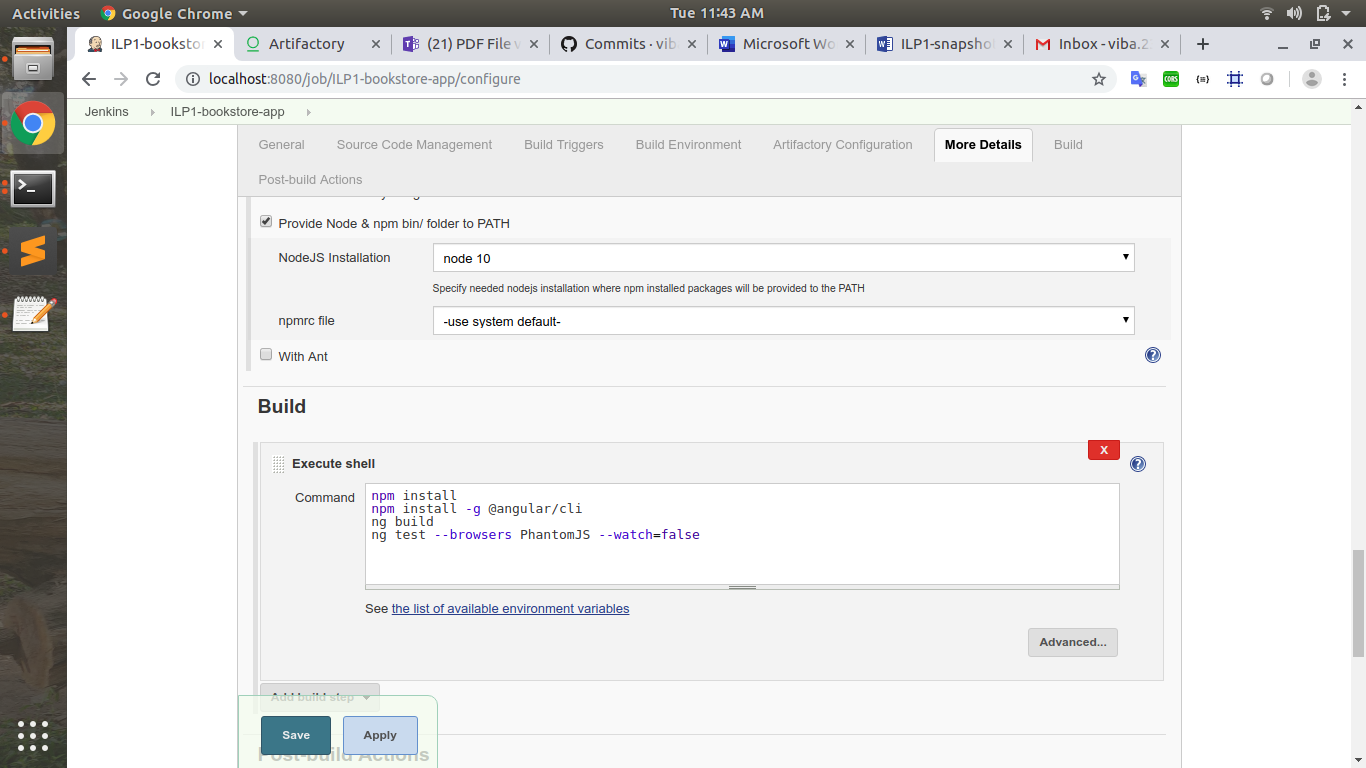 Activities Google Chrome Tue 11:43 AM
ILP1-bookstor Artifactory (21) PDF File v Commits · vib Microsoft Wo ILP1-snapsho Inbox - viba.2
localhost:8080/job/ILP1-bookstore-app/configure
CORS
Jenkins ILP1-bookstore-app
General Source Code Management Build Triggers Build Environment Artifactory Configuration More Details Build
Post-build Actions
Provide Node & npm bin/ folder to PATH
NodeJS Installation node 10
Specify needed nodejs installation where npm installed packages will be provided to the PATH
npmrc file -use system default-
With Ant
Build
X
Execute shell
Command
npm install
npm install -g @angular/cli
ng build
ng test --browsers PhantomJS --watch=false
See the list of available environment variables
Advanced...
Add build step
Save Apply
Post-build Actions